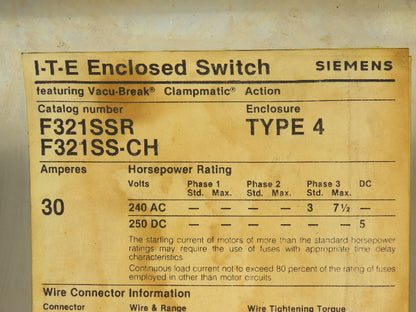 I-T-E Enclosed Switch SIEMENS
featuring Vacu-Break® Clampmatic® Action
Catalog number Enclosure
F321SSR TYPE 4
F321SS-CH
Amperes Horsepower Rating
Volts Phase 1 Phase 2 Phase 3 DC
Std. Max. Std. Max. Std. Max.
30 240 AC — — — — 3 7½ —
250 DC — — — — — — 5
The starting current of motors of more than the standard horsepower
ratings may require the use of fuses with appropriate time delay
characteristics
Continuous load current not to exceed 80 percent of the rating of fuses
employed in other than motor circuits
Wire Connector Information
Connector Wire & Range Wire Tightening Torque